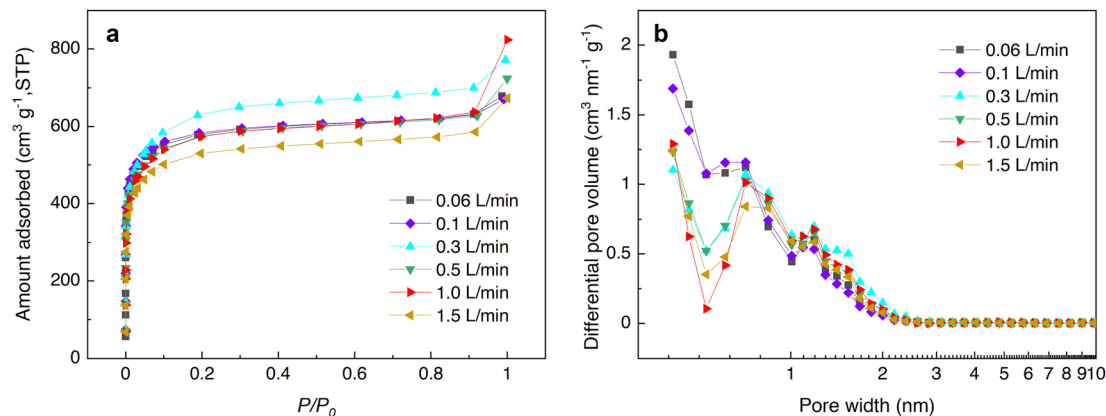 a
Amount adsorbed (cm³ g⁻¹,STP)
800
600
400
200
0
0.06 L/min
0.1 L/min
0.3 L/min
0.5 L/min
1.0 L/min
1.5 L/min
0 0.2 0.4 0.6 0.8 1
P/P₀
b
Differential pore volume (cm³ nm⁻¹ g⁻¹)
2
1.5
1
0.5
0
0.06 L/min
0.1 L/min
0.3 L/min
0.5 L/min
1.0 L/min
1.5 L/min
1 2 3 4 5 6 7 8 9 10
Pore width (nm)